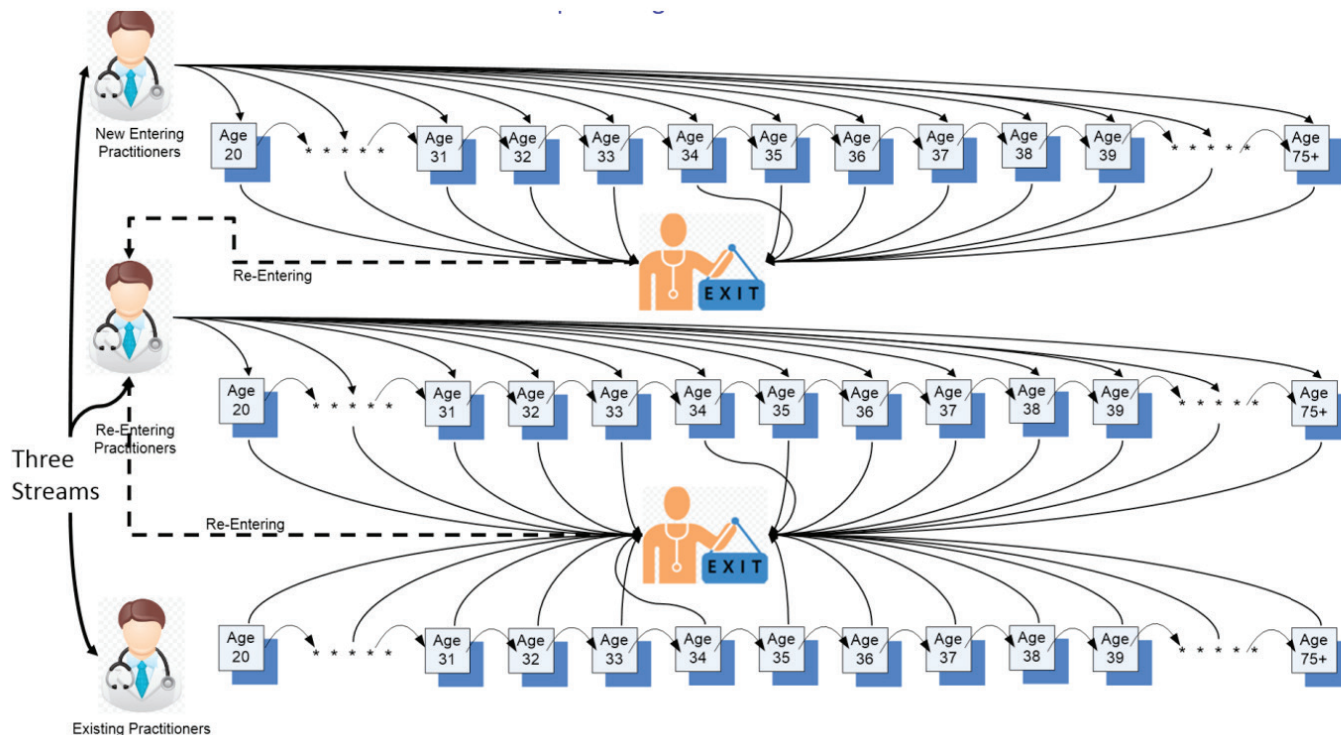 New Entering
Practitioners
Age
20
* * * * *
Age
31
Age
32
Age
33
Age
34
Age
35
Age
36
Age
37
Age
38
Age
39
* * * * *
Age
75+
Re-Entering
EXIT
Age
20
* * * * *
Age
31
Age
32
Age
33
Age
34
Age
35
Age
36
Age
37
Age
38
Age
39
* * * * *
Age
75+
Re-Entering
Practitioners
Three
Streams
Re-Entering
EXIT
Age
20
* * * * *
Age
31
Age
32
Age
33
Age
34
Age
35
Age
36
Age
37
Age
38
Age
39
* * * * *
Age
75+
Existing Practitioners